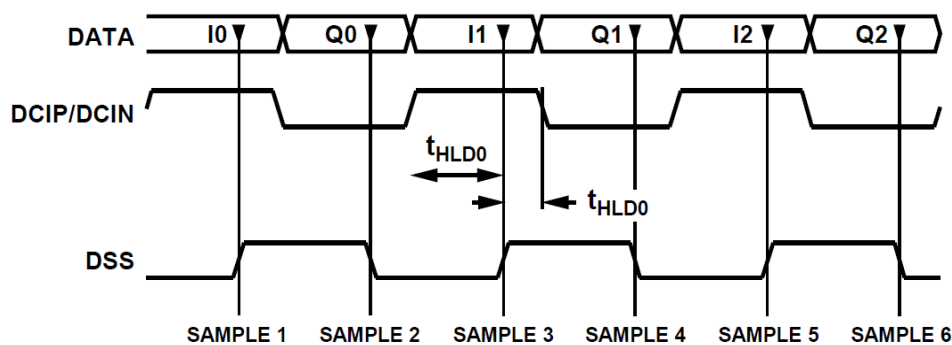 DATA I0 Q0 I1 Q1 I2 Q2
DCIP/DCIN
tHLD0
tHLD0
DSS
SAMPLE 1 SAMPLE 2 SAMPLE 3 SAMPLE 4 SAMPLE 5 SAMPLE 6